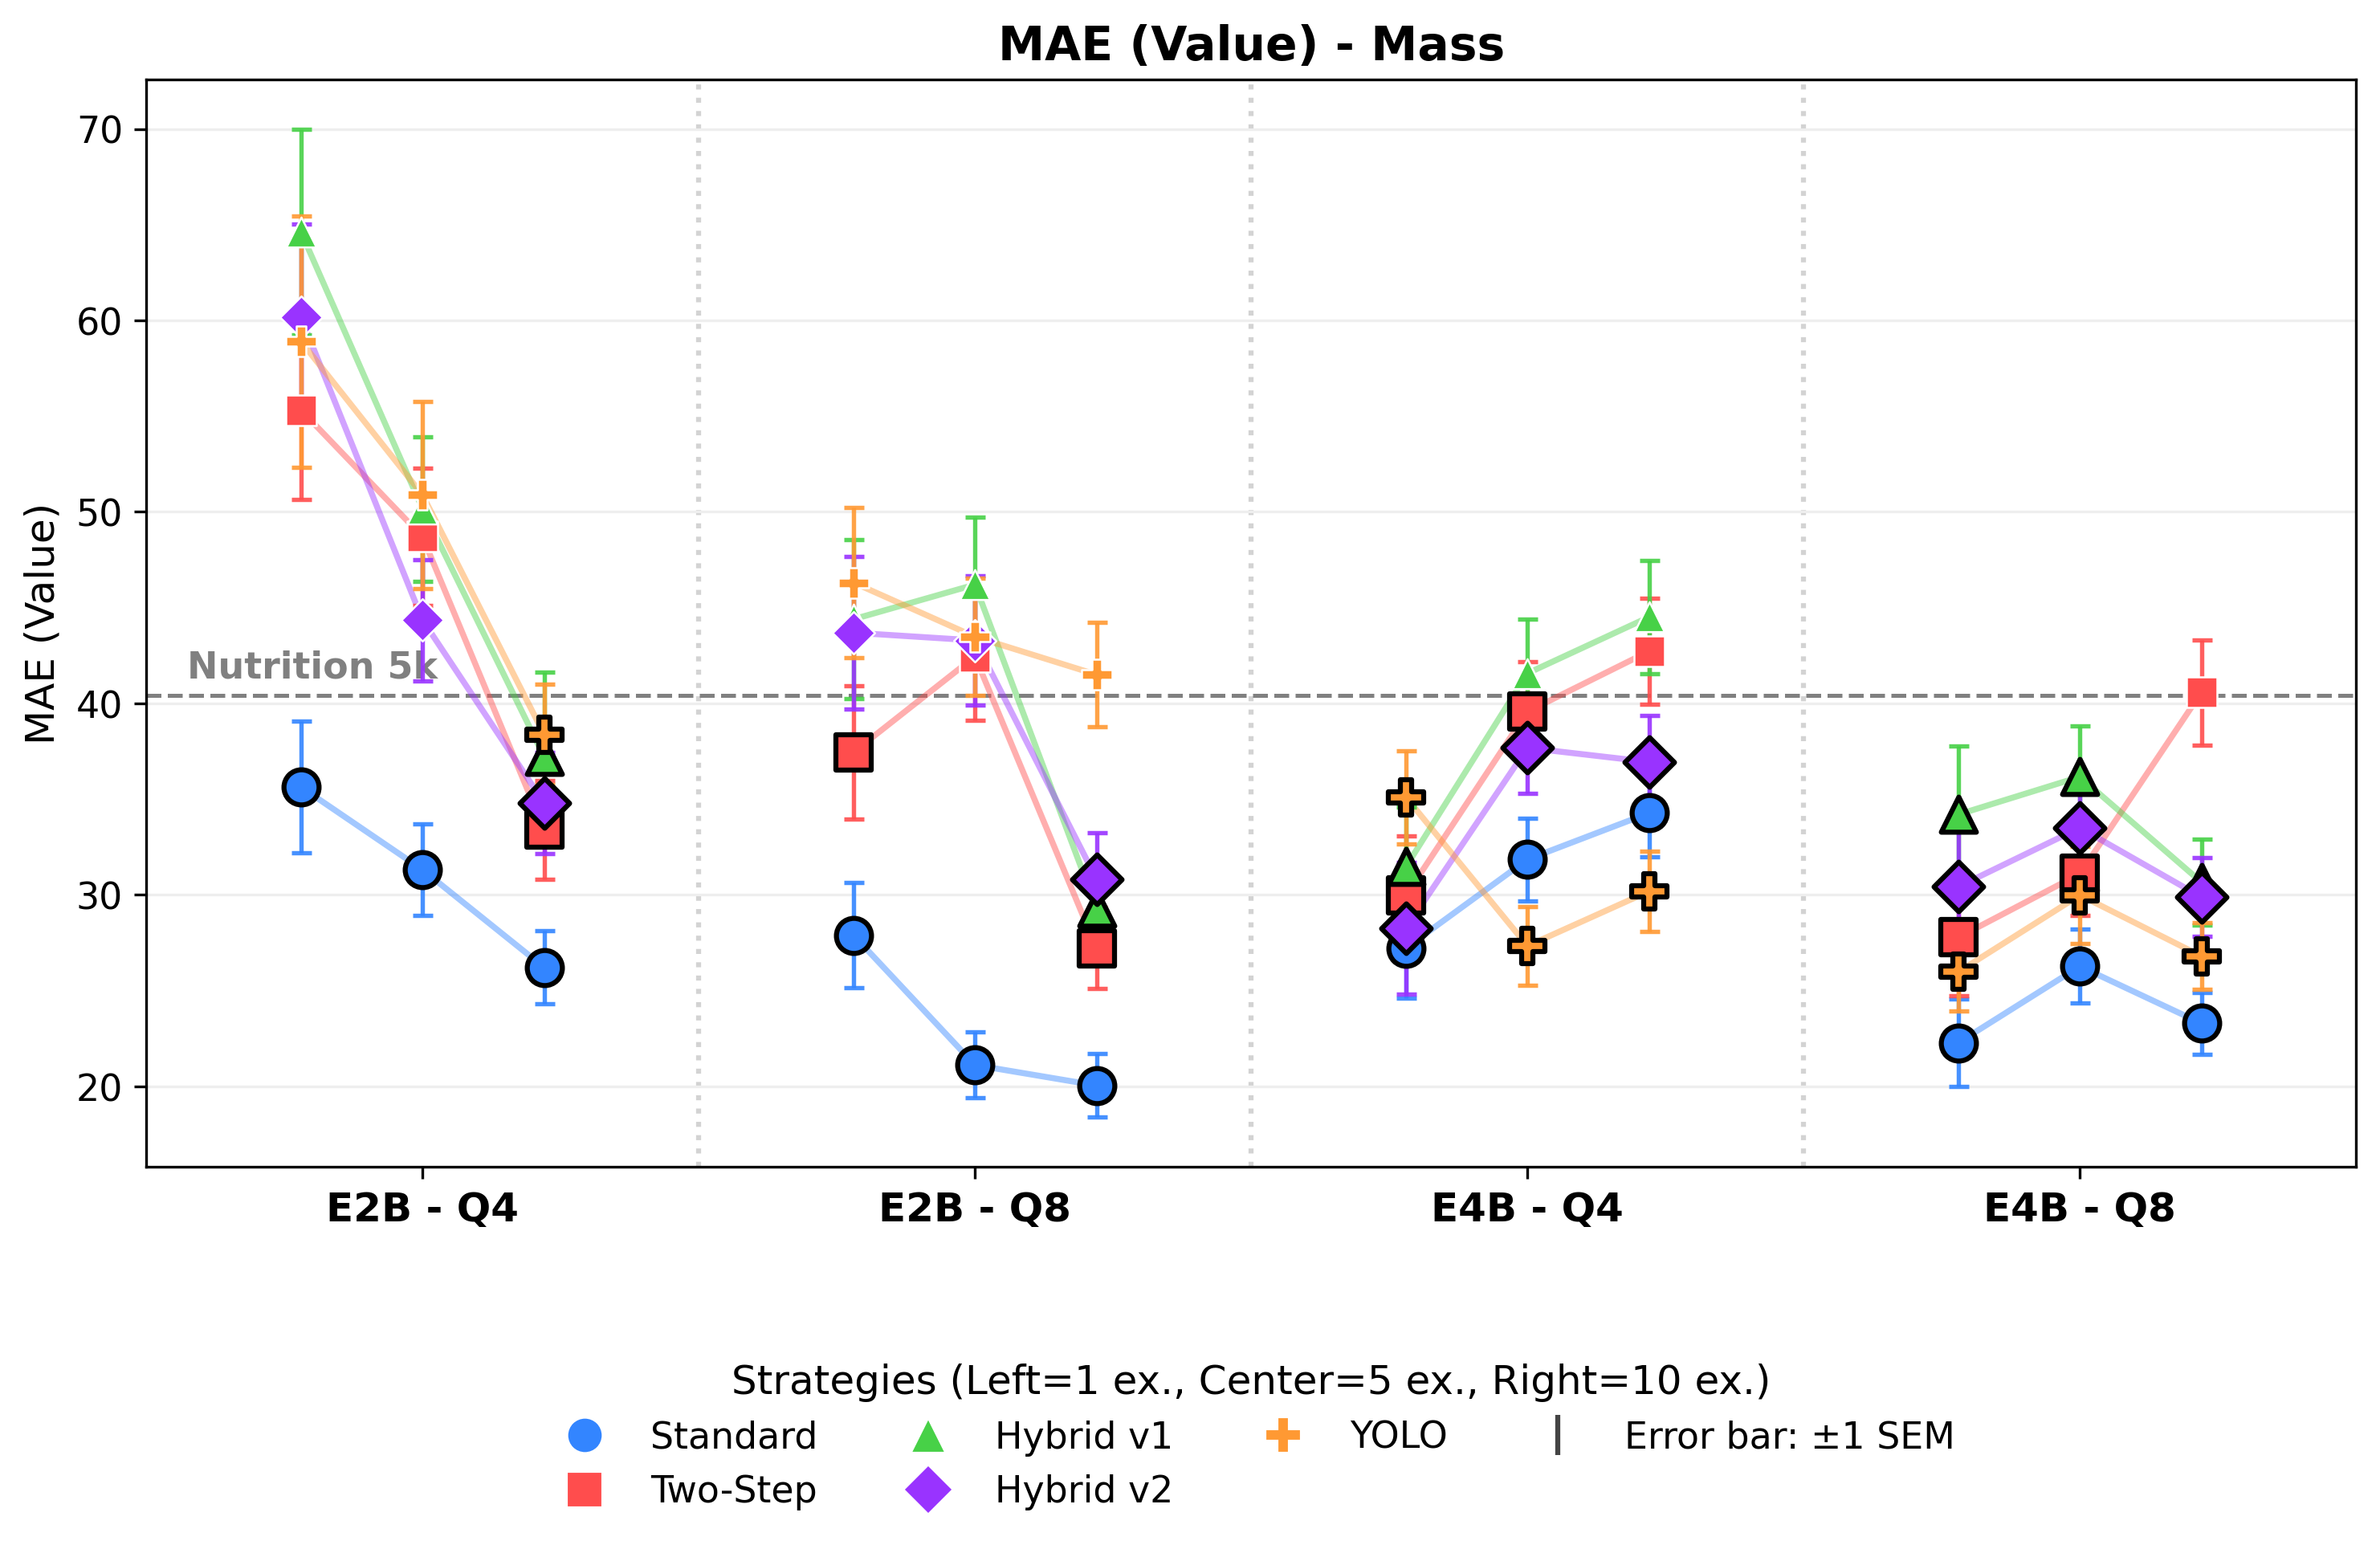 MAE (Value) - Mass
MAE (Value)
70
60
50
40
30
20
Nutrition 5k
E2B - Q4
E2B - Q8
E4B - Q4
E4B - Q8
Strategies (Left=1 ex., Center=5 ex., Right=10 ex.)
Standard
Two-Step
Hybrid v1
Hybrid v2
YOLO
Error bar: ±1 SEM